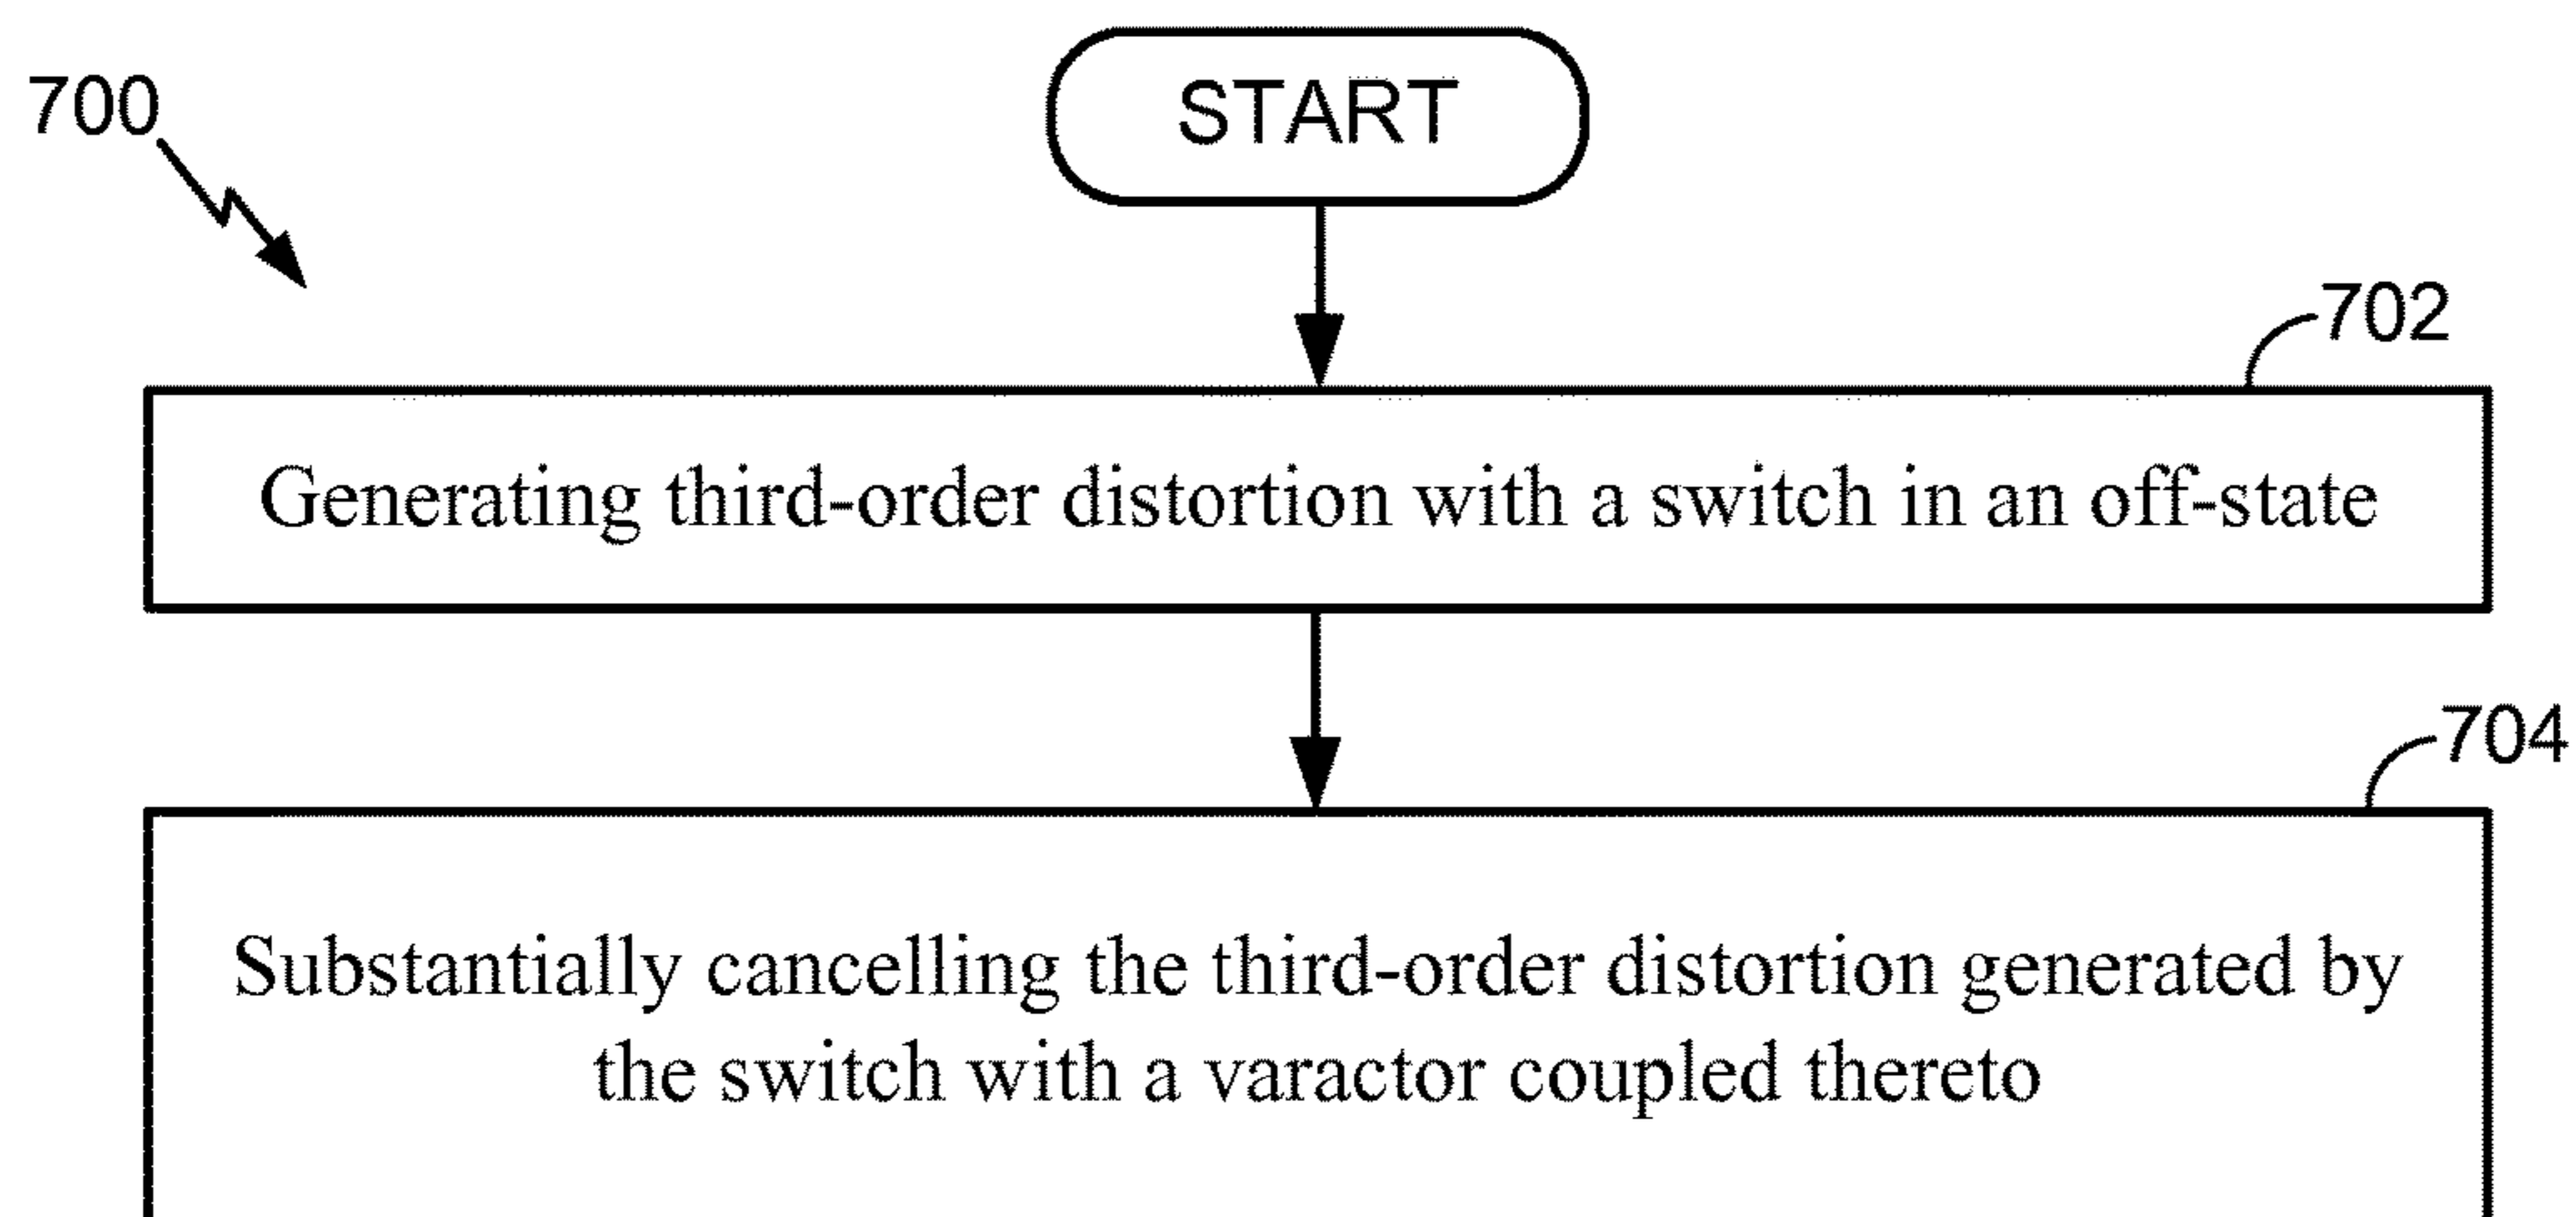 700
START
702
Generating third-order distortion with a switch in an off-state
704
Substantially cancelling the third-order distortion generated by
the switch with a varactor coupled thereto